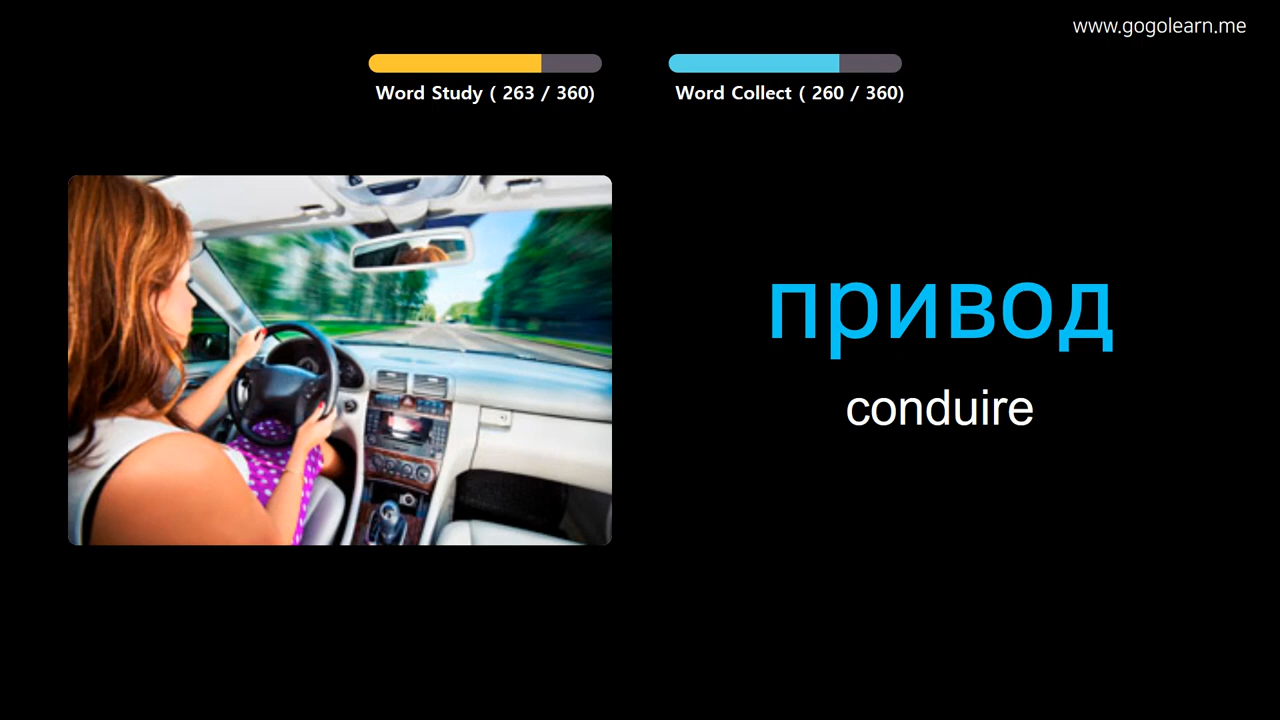 www.gogolearn.me
Word Study ( 263 / 360)
Word Collect ( 260 / 360)
привод
conduire